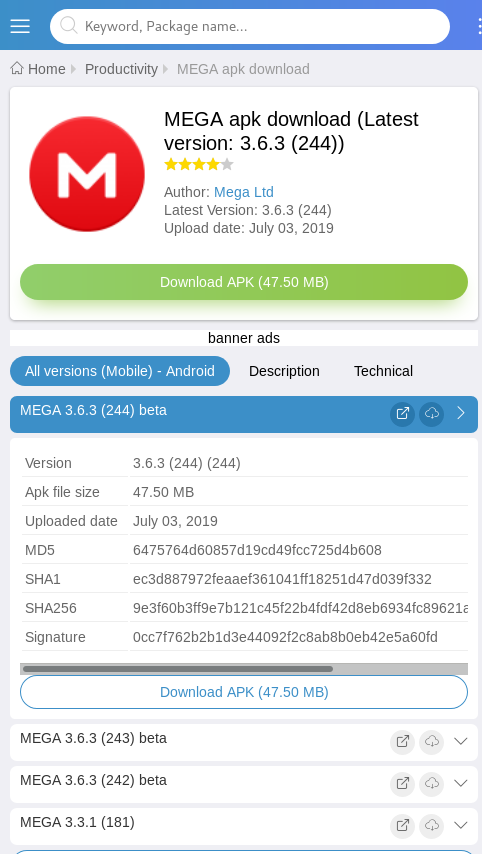 Keyword, Package name...
Home Productivity MEGA apk download
MEGA apk download (Latest
version: 3.6.3 (244))
Author: Mega Ltd
Latest Version: 3.6.3 (244)
Upload date: July 03, 2019
Download APK (47.50 MB)
banner ads
All versions (Mobile) - Android Description Technical
MEGA 3.6.3 (244) beta
Version 3.6.3 (244) (244)
Apk file size 47.50 MB
Uploaded date July 03, 2019
MD5 6475764d60857d19cd49fcc725d4b608
SHA1 ec3d887972feaaef361041ff18251d47d039f332
SHA256 9e3f60b3ff9e7b121c45f22b4fdf42d8eb6934fc89621a
Signature 0cc7f762b2b1d3e44092f2c8ab8b0eb42e5a60fd
Download APK (47.50 MB)
MEGA 3.6.3 (243) beta
MEGA 3.6.3 (242) beta
MEGA 3.3.1 (181)